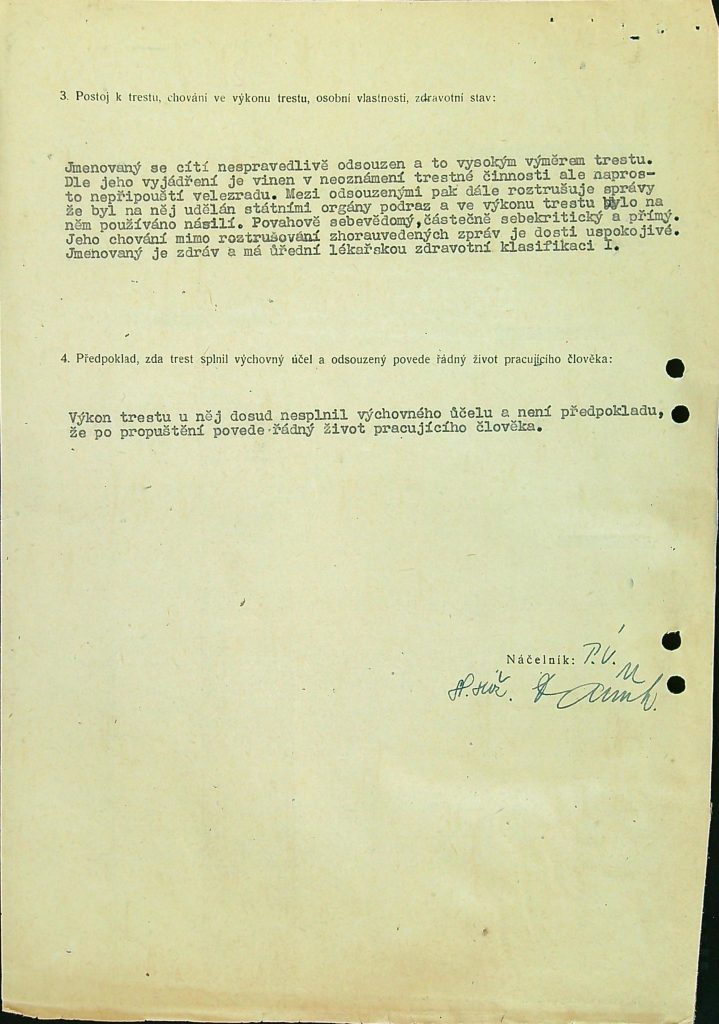 3. Postoj k trestu, chování ve výkonu trestu, osobní vlastnosti, zdravotní stav:
Jmenovaný se cítí nespravedlivě odsouzen a to vysokým výměrem trestu.
Dle jeho vyjádření je vinen v neoznámení trestné činnosti ale napros-
to nepřipouští velezradu. Mezi odsouzenými pak dále roztrušuje správy
že byl na něj udělán státními orgány podraz a ve výkonu trestu bylo na
něm používáno násilí. Povahově sebevědomý,částečně sebekritický a přímý.
Jeho chování mimo roztrušování zhorauvedených zpráv je dosti uspokojivé.
Jmenovaný je zdráv a má úřední lékařskou zdravotní klasifikaci I.
4. Předpoklad, zda trest splnil výchovný účel a odsouzený povede řádný život pracujícího člověka:
Výkon trestu u něj dosud nesplnil výchovného účelu a není předpokladu,
že po propuštění povede řádný život pracujícího člověka.
Náčelník: